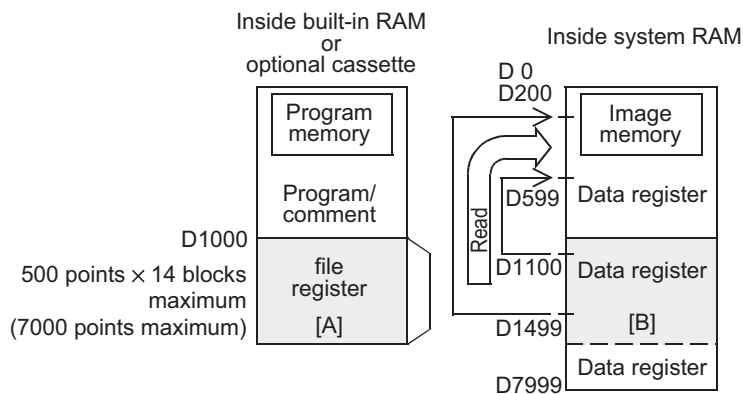 Inside built-in RAM
or
optional cassette
Program
memory
Program/
comment
D1000
500 points × 14 blocks
maximum
(7000 points maximum)
file
register
[A]
Inside system RAM
D 0
D200
Image
memory
D599
Data register
Read
D1100
Data register
D1499
[B]
Data register
D7999